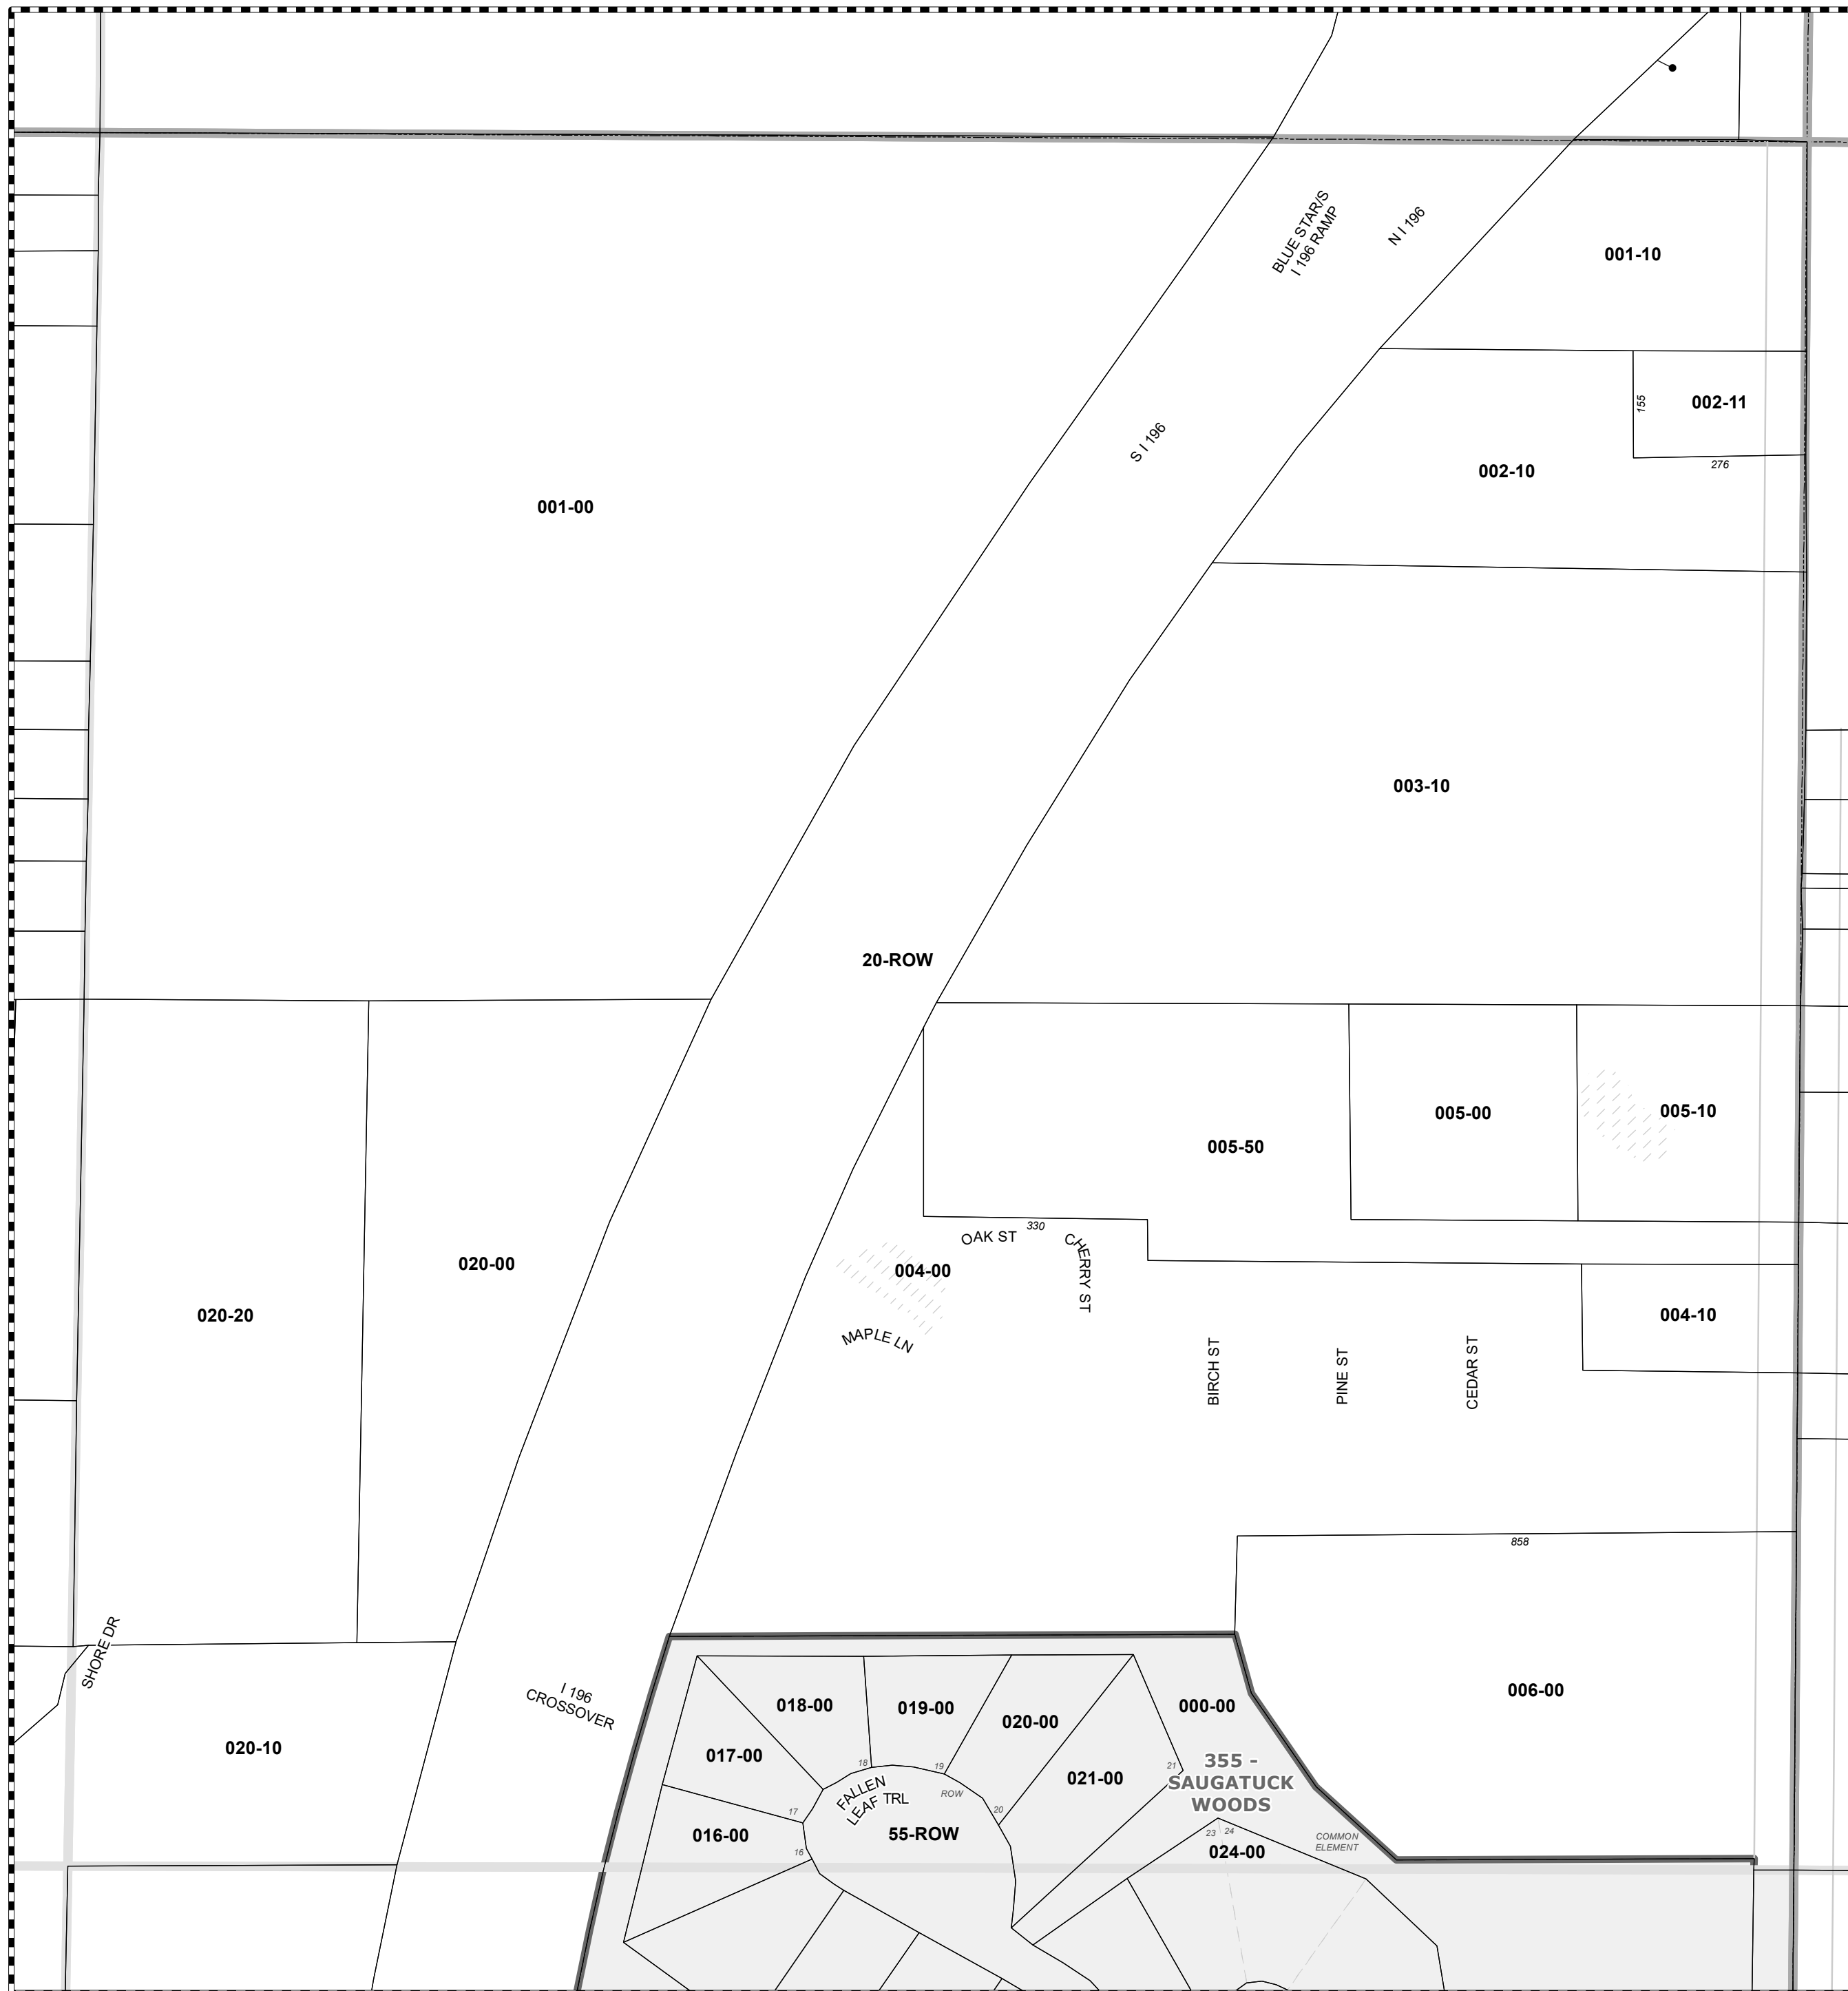 BLUE STAR/S
I 196 RAMP
N I 196
001-10
155
002-11
S I 196
276
002-10
001-00
003-10
20-ROW
005-10
005-00
005-50
330
OAK ST
CHERRY ST
020-00
004-00
020-20
004-10
MAPLE LN
BIRCH ST
PINE ST
CEDAR ST
858
SHORE DR
006-00
I 196
CROSSOVER
018-00
019-00
000-00
020-00
020-10
017-00
18
19
21
355 -
SAUGATUCK
WOODS
021-00
FALLEN
LEAF TRL
ROW
17
20
016-00
55-ROW
23
24
COMMON
ELEMENT
16
024-00